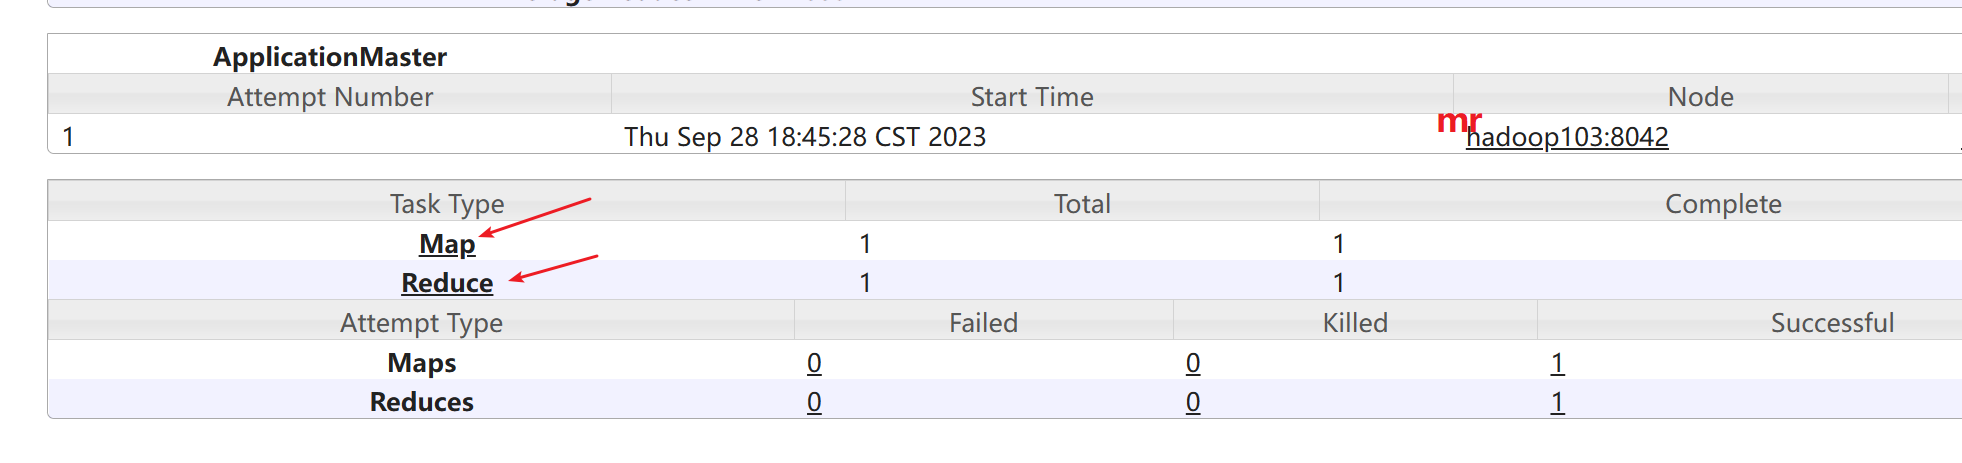 ApplicationMaster
Attempt Number Start Time Node
mr
1 Thu Sep 28 18:45:28 CST 2023 hadoop103:8042
Task Type Total Complete
Map 1 1
Reduce 1 1
Attempt Type Failed Killed Successful
Maps 0 0 1
Reduces 0 0 1